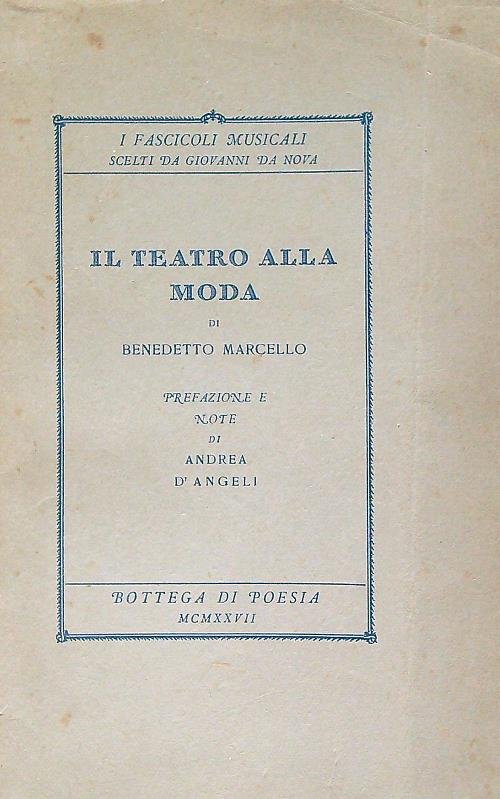 I FASCICOLI MUSICALI
SCELTI DA GIOVANNI DA NOVA
IL TEATRO ALLA
MODA
DI
BENEDETTO MARCELLO
PREFAZIONE E
NOTE
DI
ANDREA
D'ANGELI
BOTTEGA DI POESIA
MCMXXVII